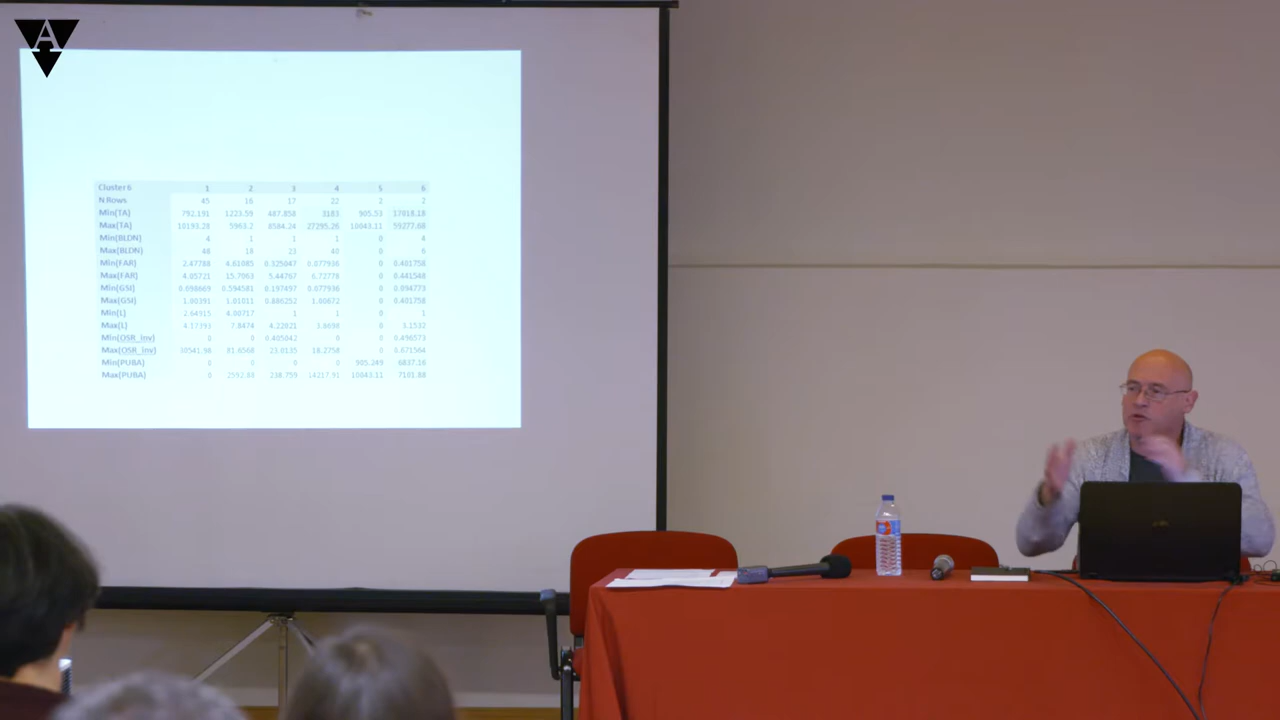 A
Cluster 6 1 2 3 4 5 6
N Rows 45 16 17 22 2 2
Min(TA) 792.191 1223.59 487.858 3183 905.53 17018.18
Max(TA) 10193.28 5963.2 8584.24 27295.26 10043.11 59277.68
Min(BLDN) 4 1 1 1 0 4
Max(BLDN) 48 18 23 40 0 6
Min(FAR) 2.47788 4.61085 0.325047 0.077936 0 0.401758
Max(FAR) 4.05721 15.7963 5.44767 6.72778 0 0.441548
Min(GSI) 0.098669 0.594581 0.197497 0.077936 0 0.094773
Max(GSI) 1.00391 1.01011 0.886252 1.60672 0 0.401758
Min(L) 2.64915 4.00717 1 1 0 1
Max(L) 4.17393 7.8474 4.22021 3.8698 0 3.1532
Min(OSR_inv) 0 0 0.405042 0 0 0.496573
Max(OSR_inv) 30541.98 81.6568 23.0135 18.2758 0 6.671564
Min(PUBA) 0 0 0 0 905.249 6837.16
Max(PUBA) 0 2592.88 238.759 14217.91 10043.11 7101.88